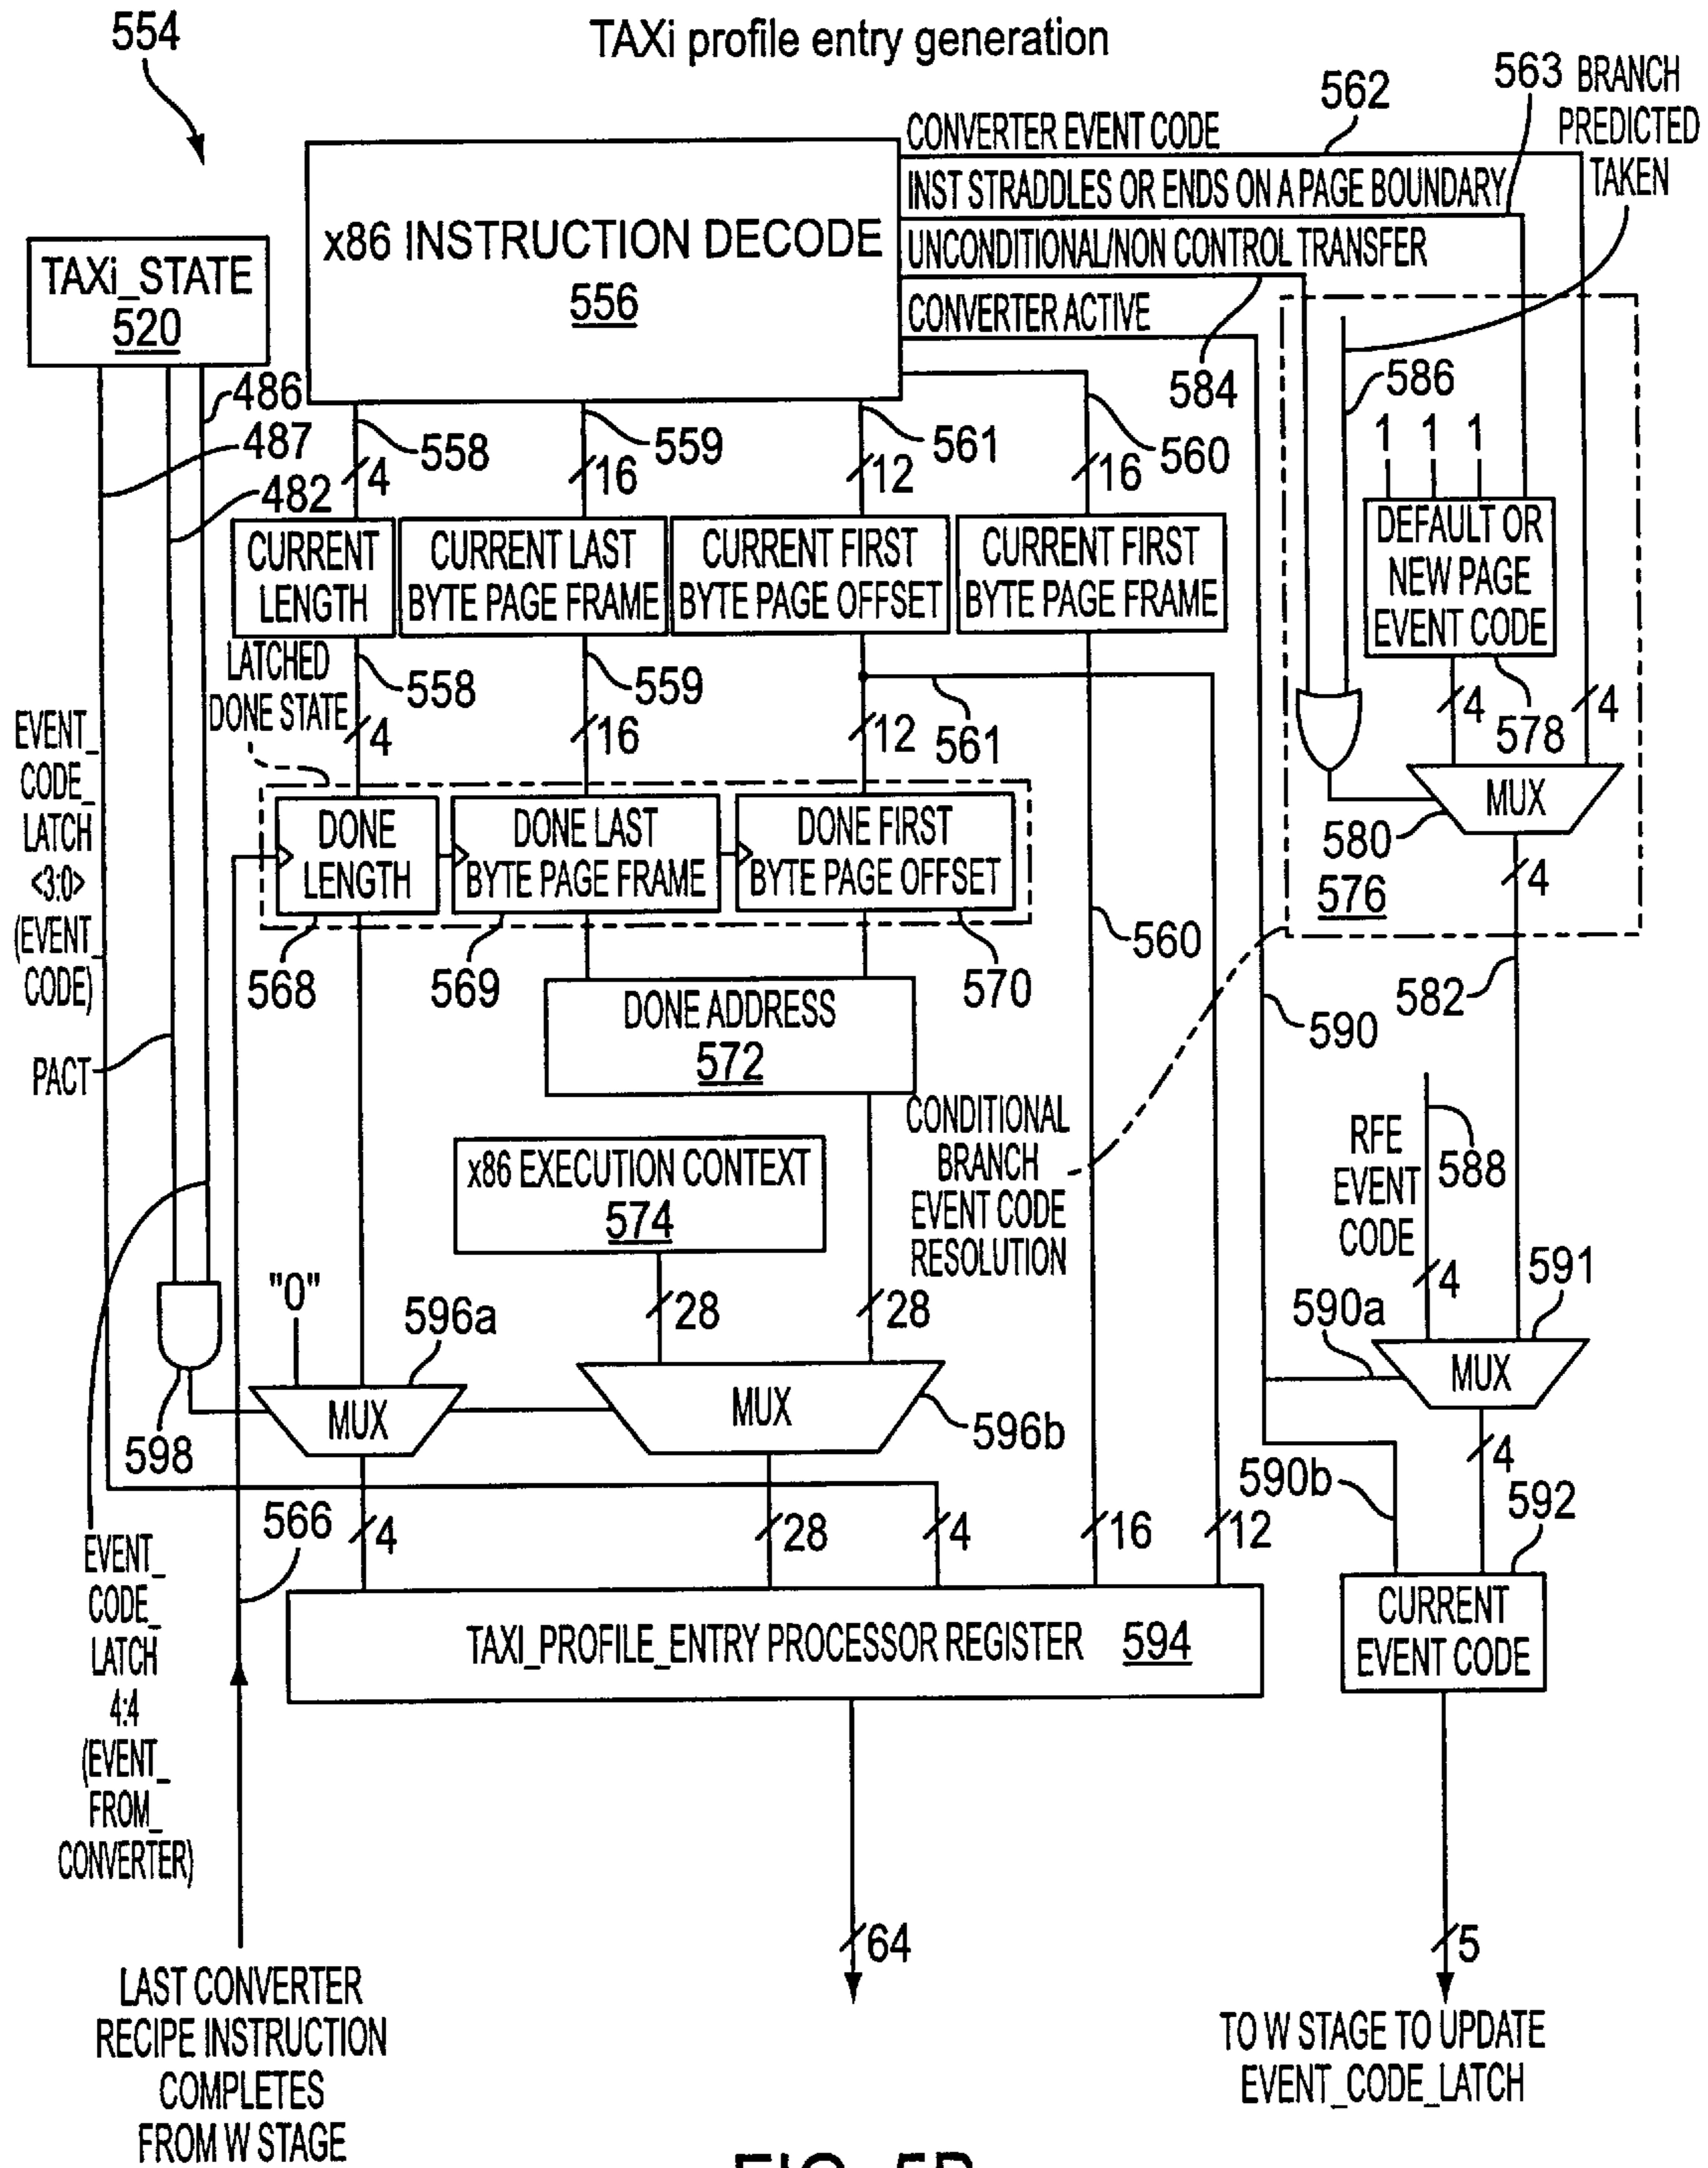 TAXi profile entry generation
554
562
563
BRANCH
PREDICTED
TAKEN
CONVERTER EVENT CODE
INST STRADDLES OR ENDS ON A PAGE BOUNDARY
UNCONDITIONAL/NON CONTROL TRANSFER
CONVERTER ACTIVE
x86 INSTRUCTION DECODE
556
TAXi_STATE
520
584
586
486
487
482
558
4
559
16
561
12
560
16
1 1 1
DEFAULT OR
NEW PAGE
EVENT CODE
CURRENT
LENGTH
CURRENT LAST
BYTE PAGE FRAME
CURRENT FIRST
BYTE PAGE OFFSET
CURRENT FIRST
BYTE PAGE FRAME
LATCHED
DONE STATE
558
4
559
16
12
561
4
578
4
MUX
580
4
576
EVENT_
CODE_
LATCH
<3:0>
(EVENT_
CODE)
PACT
DONE
LENGTH
DONE LAST
BYTE PAGE FRAME
DONE FIRST
BYTE PAGE OFFSET
568
569
570
560
590
582
DONE ADDRESS
572
CONDITIONAL
BRANCH
EVENT CODE
RESOLUTION
x86 EXECUTION CONTEXT
574
RFE
EVENT
CODE
588
4
591
590a
MUX
"0"
596a
28
28
MUX
MUX
596b
598
590b
4
592
566
4
28
4
16
12
EVENT_
CODE_
LATCH
4:4
(EVENT_
FROM_
CONVERTER)
TAXI_PROFILE_ENTRY PROCESSOR REGISTER 594
CURRENT
EVENT CODE
64
5
LAST CONVERTER
RECIPE INSTRUCTION
COMPLETES
FROM W STAGE
TO W STAGE TO UPDATE
EVENT_CODE_LATCH